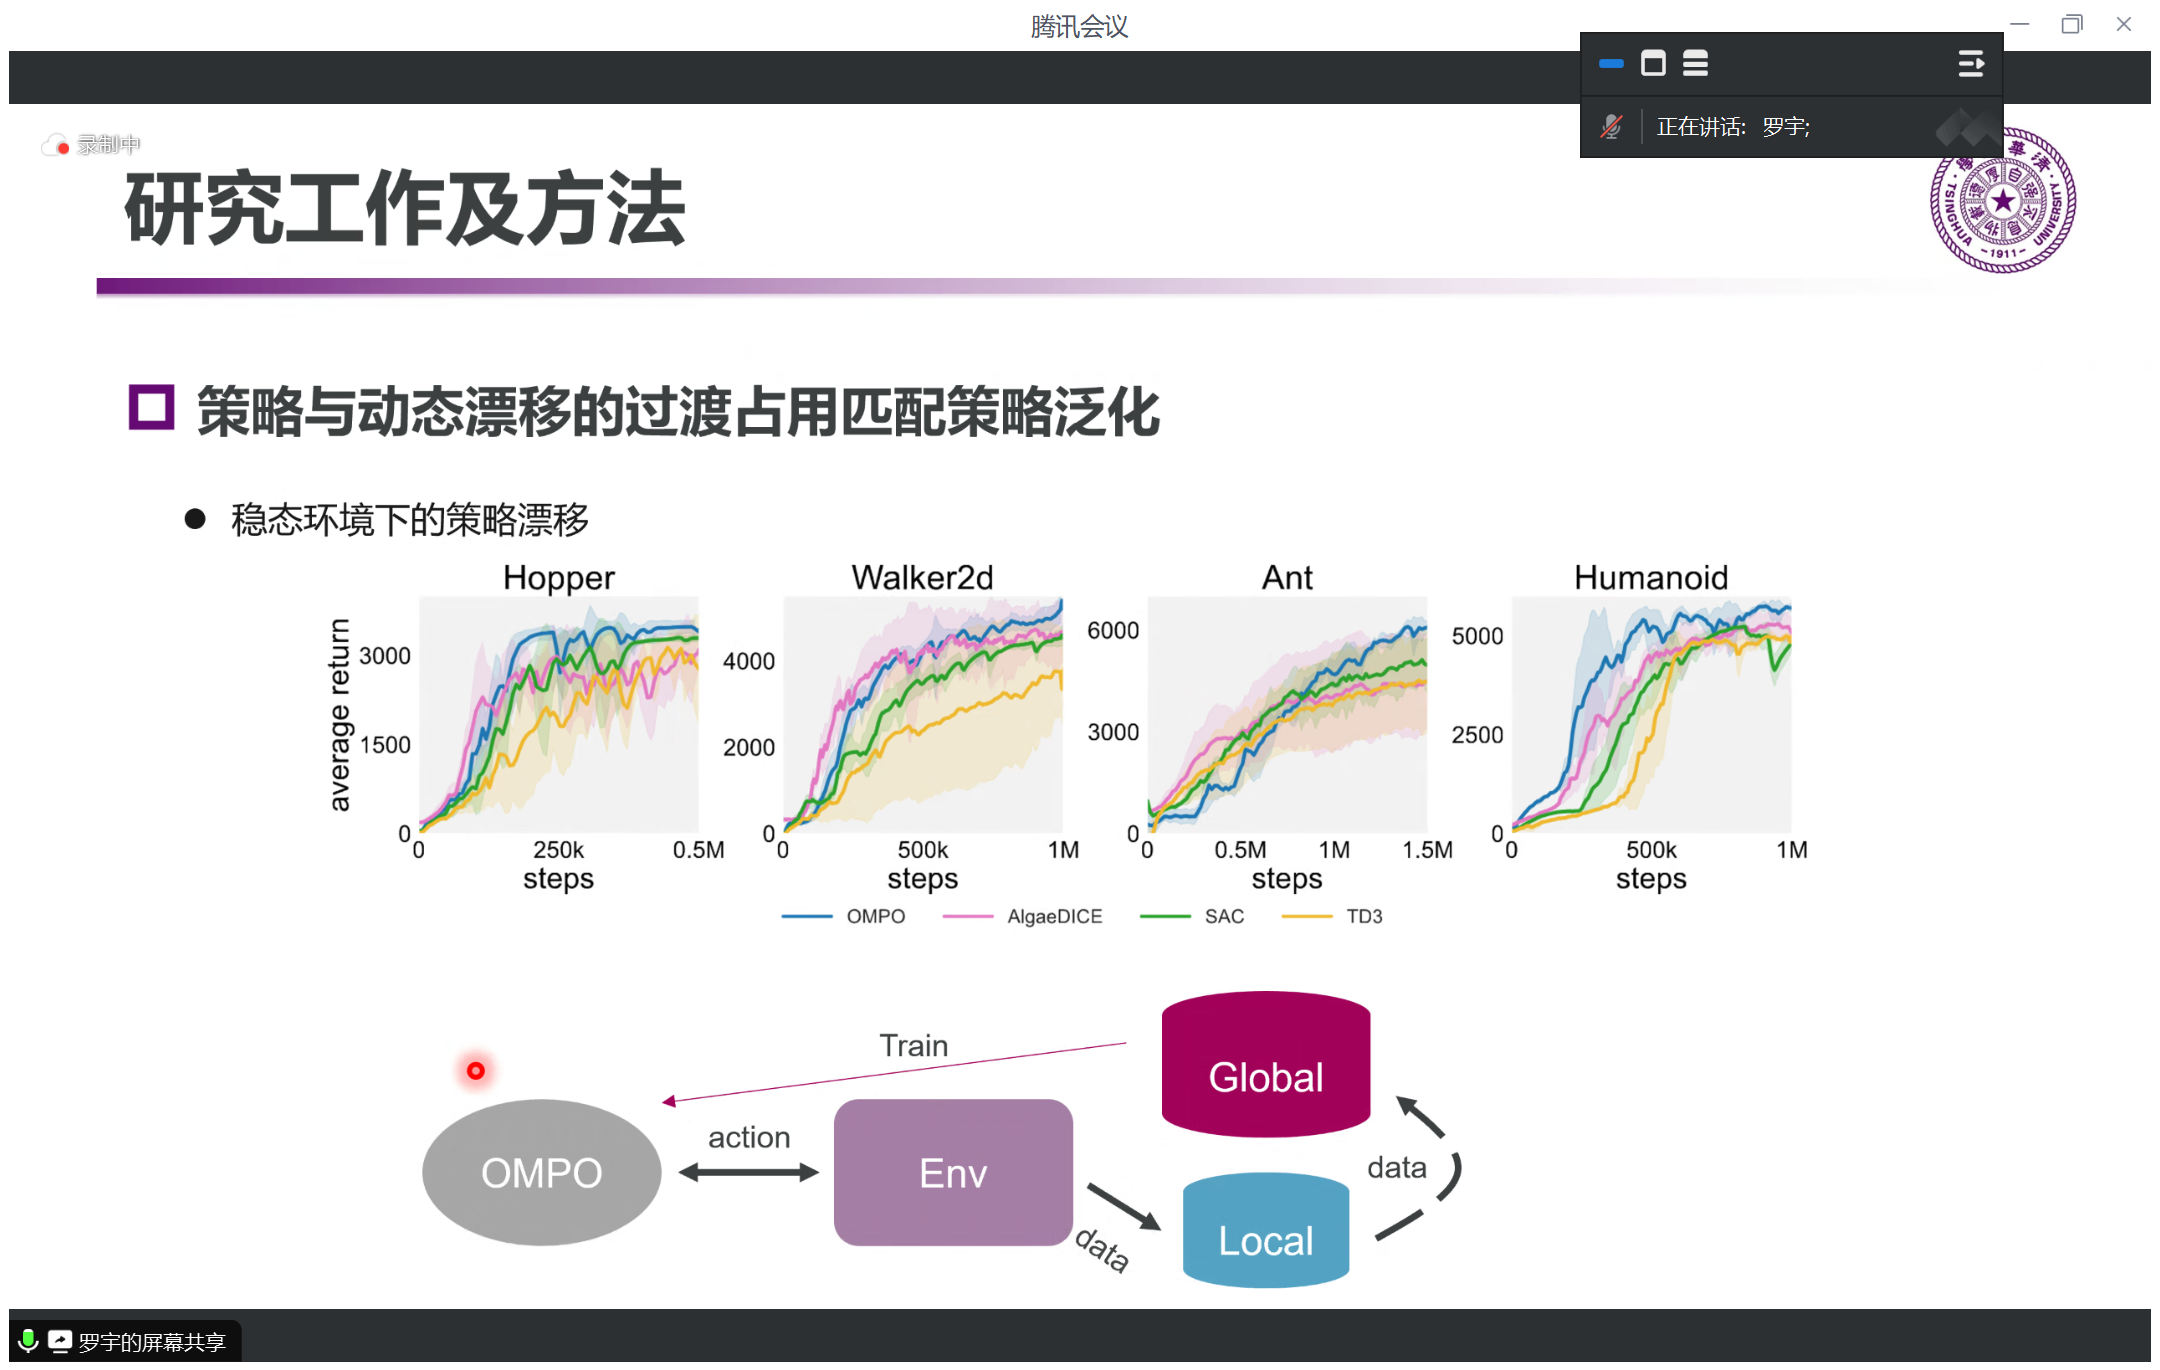 腾讯会议
正在讲话: 罗宇;
录制中
研究工作及方法
TSINGHUA UNIVERSITY
-1911-
策略与动态漂移的过渡占用匹配策略泛化
稳态环境下的策略漂移
Hopper Walker2d Ant Humanoid
average return
3000
1500
0
0 250k 0.5M
steps
4000
2000
0
0 500k 1M
steps
6000
3000
0
0 0.5M 1M 1.5M
steps
5000
2500
0
0 500k 1M
steps
OMPO AlgaeDICE SAC TD3
Train
Global
action
OMPO
Env
data
data
Local
罗宇的屏幕共享